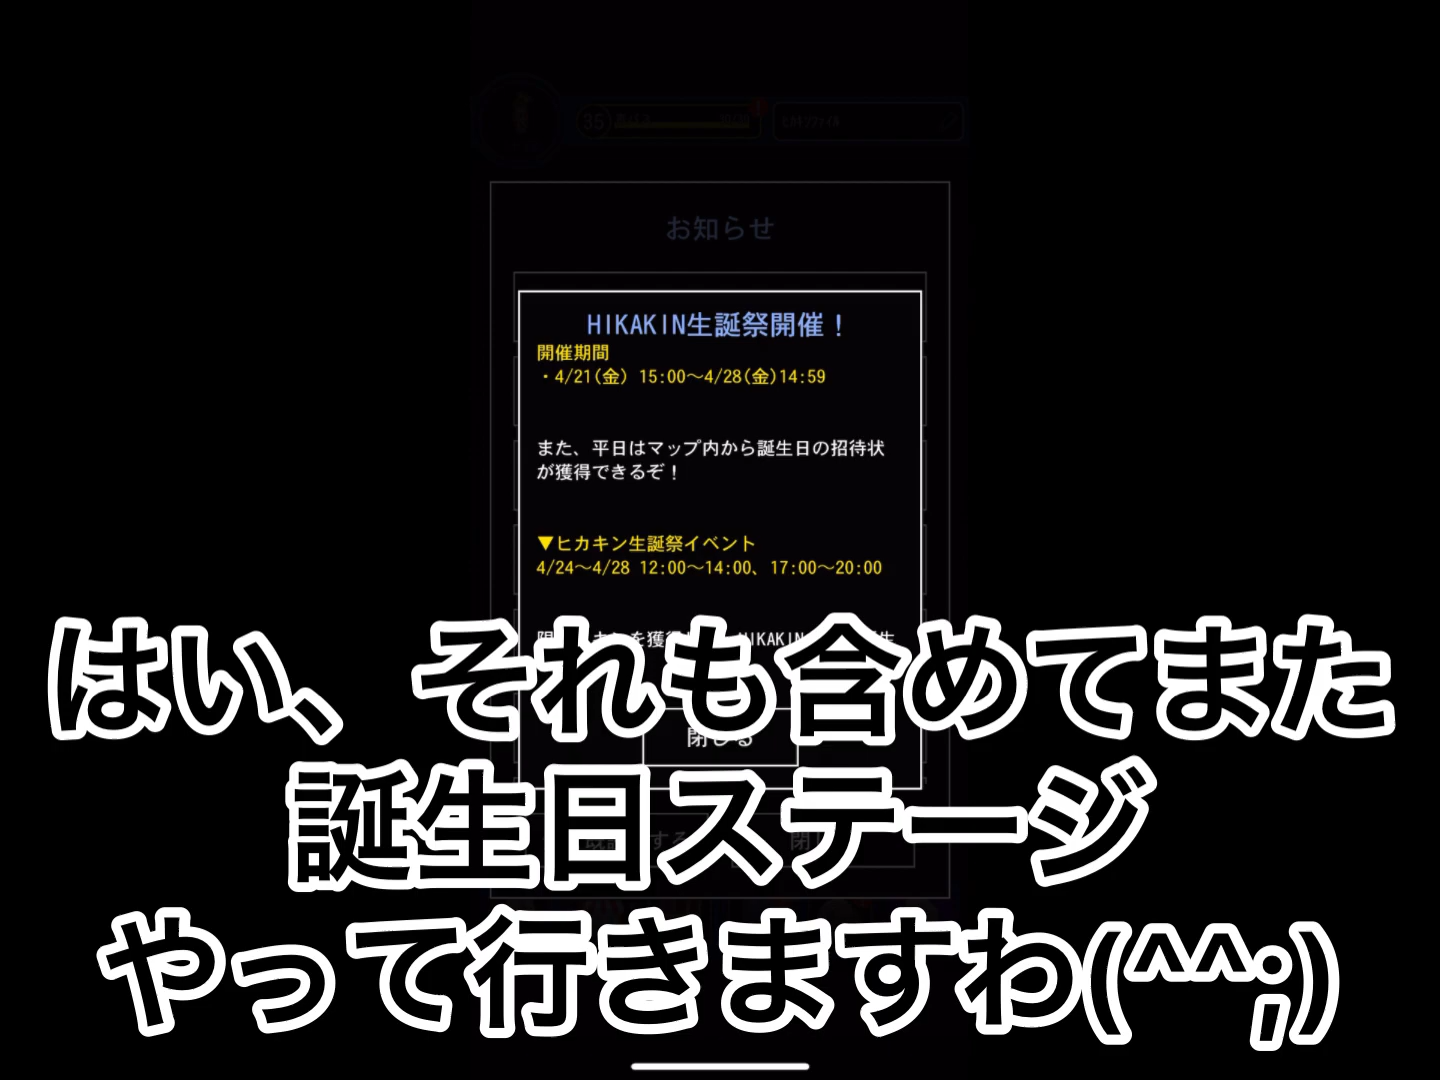 35
お知らせ
HIKAKIN生誕祭開催！
開催期間
・4/21(金) 15:00～4/28(金)14:59
また、平日はマップ内から誕生日の招待状
が獲得できるぞ！
▼ヒカキン生誕祭イベント
4/24～4/28 12:00～14:00、17:00～20:00
はい、それも含めてまた
閉じる
誕生日ステージ
やって行きますわ(^^;)